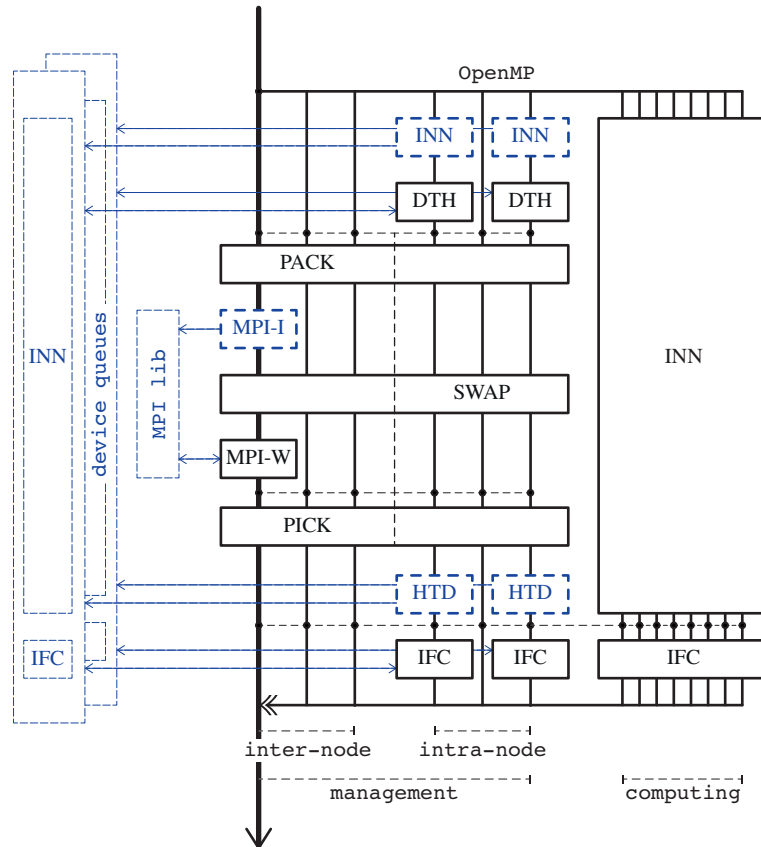 OpenMP
INN INN
DTH DTH
PACK
MPI-I
INN
device queues
MPI lib
INN
SWAP
MPI-W
PICK
HTD HTD
IFC
IFC IFC
IFC
inter-node intra-node
management computing